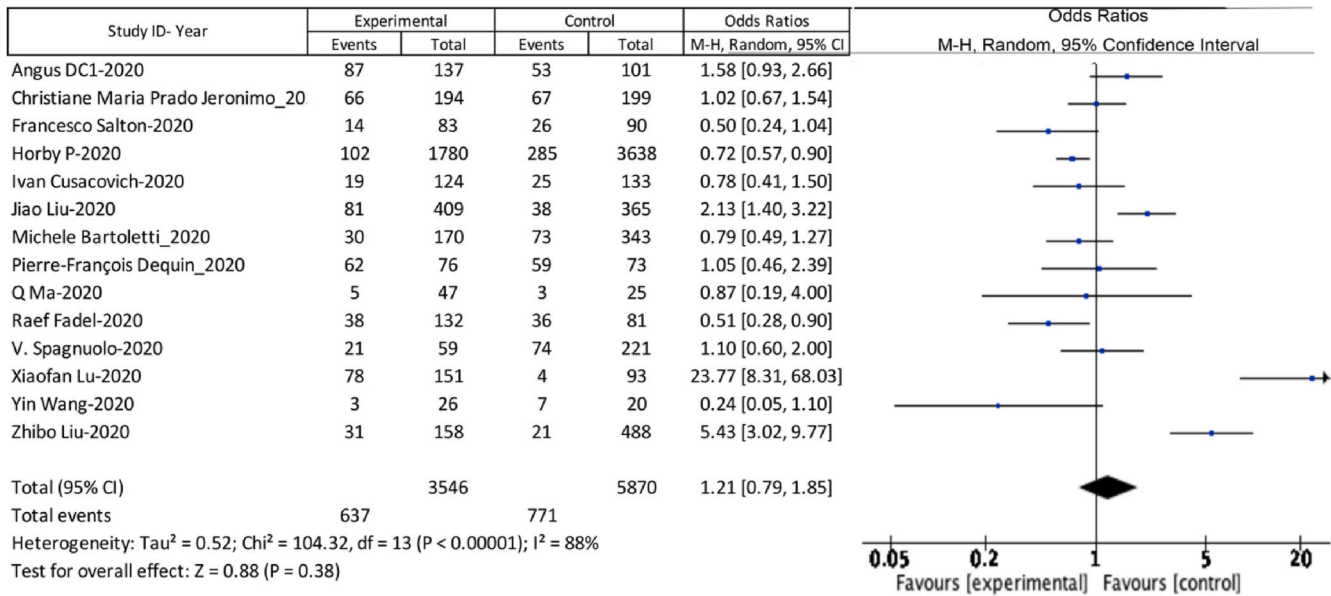 Study ID- Year Experimental Control Odds Ratios Odds Ratios
Events Total Events Total M-H, Random, 95% CI M-H, Random, 95% Confidence Interval
Angus DC1-2020 87 137 53 101 1.58 [0.93, 2.66]
Christiane Maria Prado Jeronimo_20 66 194 67 199 1.02 [0.67, 1.54]
Francesco Salton-2020 14 83 26 90 0.50 [0.24, 1.04]
Horby P-2020 102 1780 285 3638 0.72 [0.57, 0.90]
Ivan Cusacovich-2020 19 124 25 133 0.78 [0.41, 1.50]
Jiao Liu-2020 81 409 38 365 2.13 [1.40, 3.22]
Michele Bartoletti_2020 30 170 73 343 0.79 [0.49, 1.27]
Pierre-François Dequin_2020 62 76 59 73 1.05 [0.46, 2.39]
Q Ma-2020 5 47 3 25 0.87 [0.19, 4.00]
Raef Fadel-2020 38 132 36 81 0.51 [0.28, 0.90]
V. Spagnuolo-2020 21 59 74 221 1.10 [0.60, 2.00]
Xiaofan Lu-2020 78 151 4 93 23.77 [8.31, 68.03]
Yin Wang-2020 3 26 7 20 0.24 [0.05, 1.10]
Zhibo Liu-2020 31 158 21 488 5.43 [3.02, 9.77]
Total (95% CI) 3546 5870 1.21 [0.79, 1.85]
Total events 637 771
Heterogeneity: Tau² = 0.52; Chi² = 104.32, df = 13 (P < 0.00001); I² = 88%
Test for overall effect: Z = 0.88 (P = 0.38)
0.05 0.2 1 5 20
Favours [experimental] Favours [control]